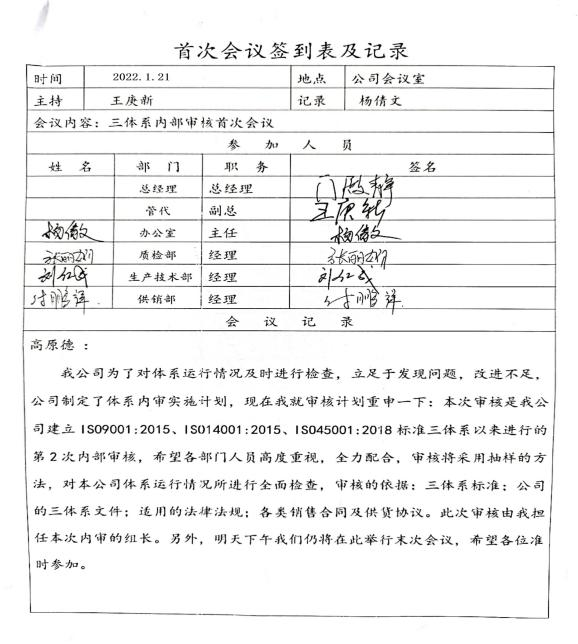 首次会议签到表及记录
时间 2022.1.21 地点 公司会议室
主持 王庚新 记录 杨倩文
会议内容：三体系内部审核首次会议
参 加 人 员
姓 名 部 门 职 务 签名
总经理 总经理
管代 副总 王庚新
办公室 主任
质检部 经理
生产技术部 经理
供销部 经理
会 议 记 录
高原德：
我公司为了对体系运行情况及时进行检查，立足于发现问题，改进不足，
公司制定了体系内审实施计划，现在我就审核计划重申一下：本次审核是我公
司建立 ISO9001:2015、ISO14001:2015、ISO45001:2018 标准三体系以来进行的
第 2 次内部审核，希望各部门人员高度重视，全力配合，审核将采用抽样的方
法，对本公司体系运行情况所进行全面检查，审核的依据：三体系标准；公司
的三体系文件；适用的法律法规；各类销售合同及供货协议。此次审核由我担
任本次内审的组长。另外，明天下午我们仍将在此举行末次会议，希望各位准
时参加。